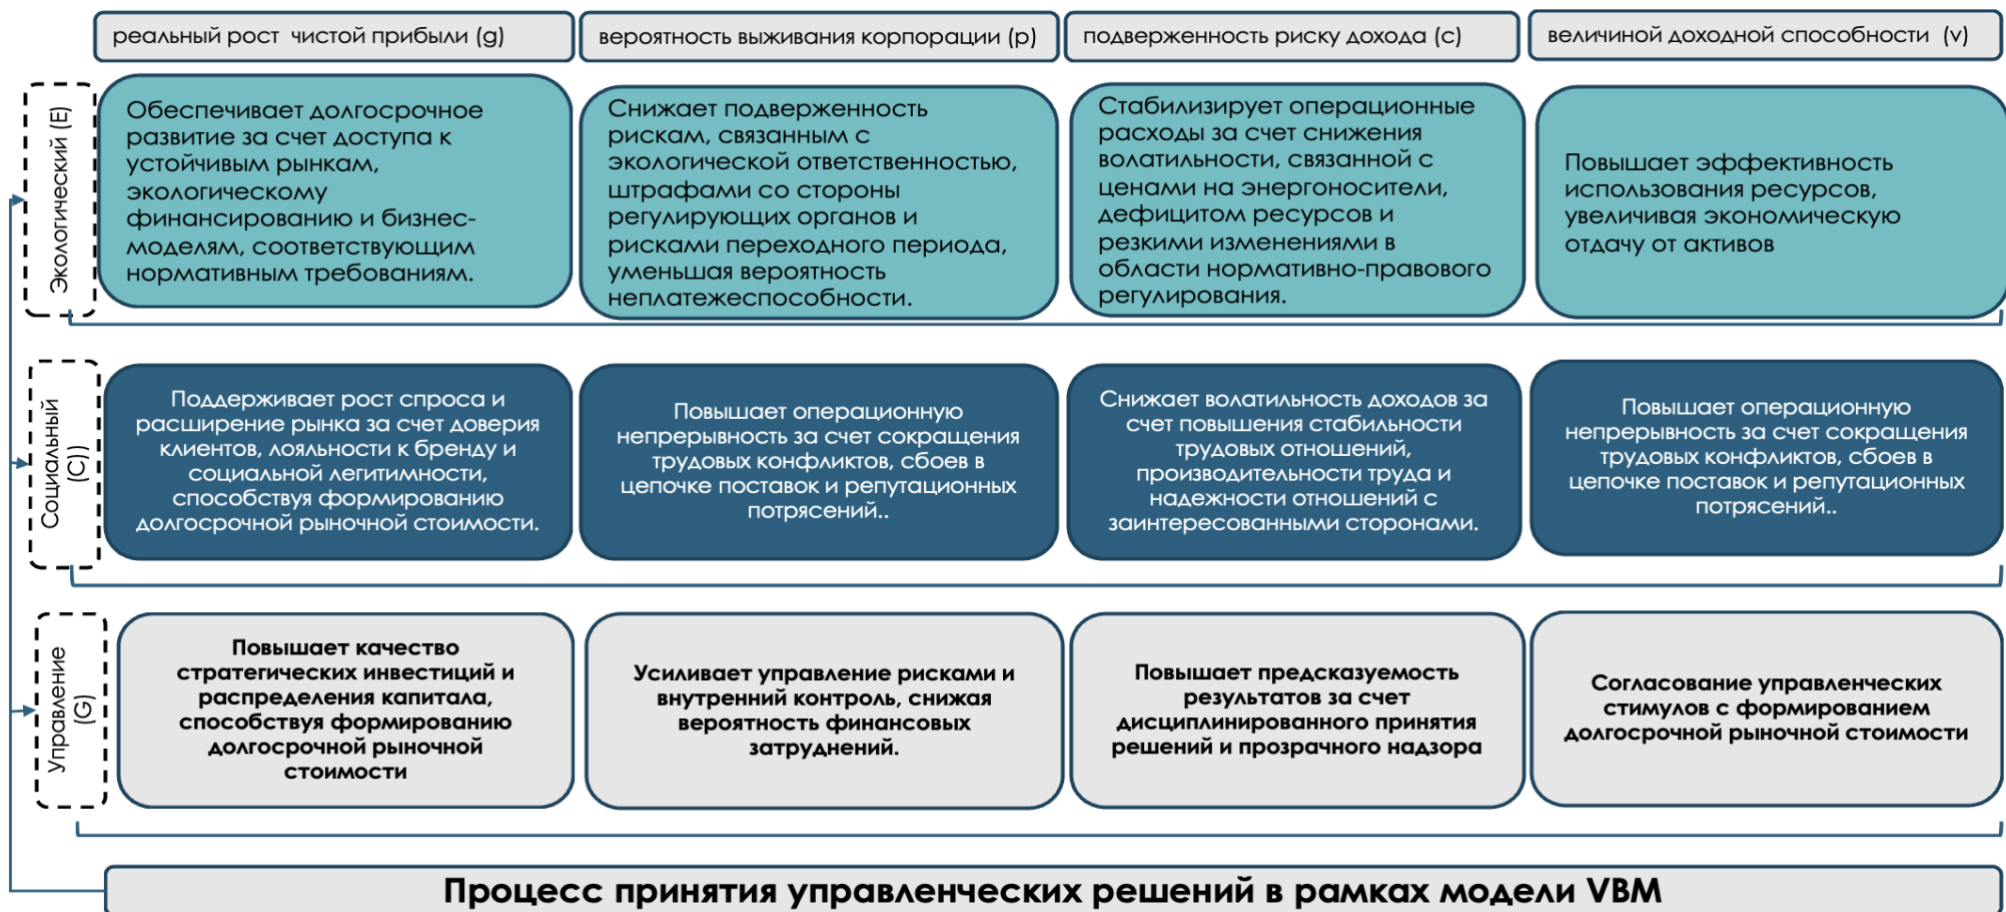 реальный рост чистой прибыли (g)
вероятность выживания корпорации (p)
подверженность риску дохода (c)
величиной доходной способности (v)
Экологический (E)
Обеспечивает долгосрочное
развитие за счет доступа к
устойчивым рынкам,
экологическому
финансированию и бизнес-
моделям, соответствующим
нормативным требованиям.
Снижает подверженность
рискам, связанным с
экологической ответственностью,
штрафами со стороны
регулирующих органов и
рисками переходного периода,
уменьшая вероятность
неплатежеспособности.
Стабилизирует операционные
расходы за счет снижения
волатильности, связанной с
ценами на энергоносители,
дефицитом ресурсов и
резкими изменениями в
области нормативно-правового
регулирования.
Повышает эффективность
использования ресурсов,
увеличивая экономическую
отдачу от активов
Социальный
(С))
Поддерживает рост спроса и
расширение рынка за счет доверия
клиентов, лояльности к бренду и
социальной легитимности,
способствуя формированию
долгосрочной рыночной стоимости.
Повышает операционную
непрерывность за счет сокращения
трудовых конфликтов, сбоев в
цепочке поставок и репутационных
потрясений..
Снижает волатильность доходов за
счет повышения стабильности
трудовых отношений,
производительности труда и
надежности отношений с
заинтересованными сторонами.
Повышает операционную
непрерывность за счет сокращения
трудовых конфликтов, сбоев в
цепочке поставок и репутационных
потрясений..
Управление
(G)
Повышает качество
стратегических инвестиций и
распределения капитала,
способствуя формированию
долгосрочной рыночной
стоимости
Усиливает управление рисками и
внутренний контроль, снижая
вероятность финансовых
затруднений.
Повышает предсказуемость
результатов за счет
дисциплинированного принятия
решений и прозрачного надзора
Согласование управленческих
стимулов с формированием
долгосрочной рыночной стоимости
Процесс принятия управленческих решений в рамках модели VBM